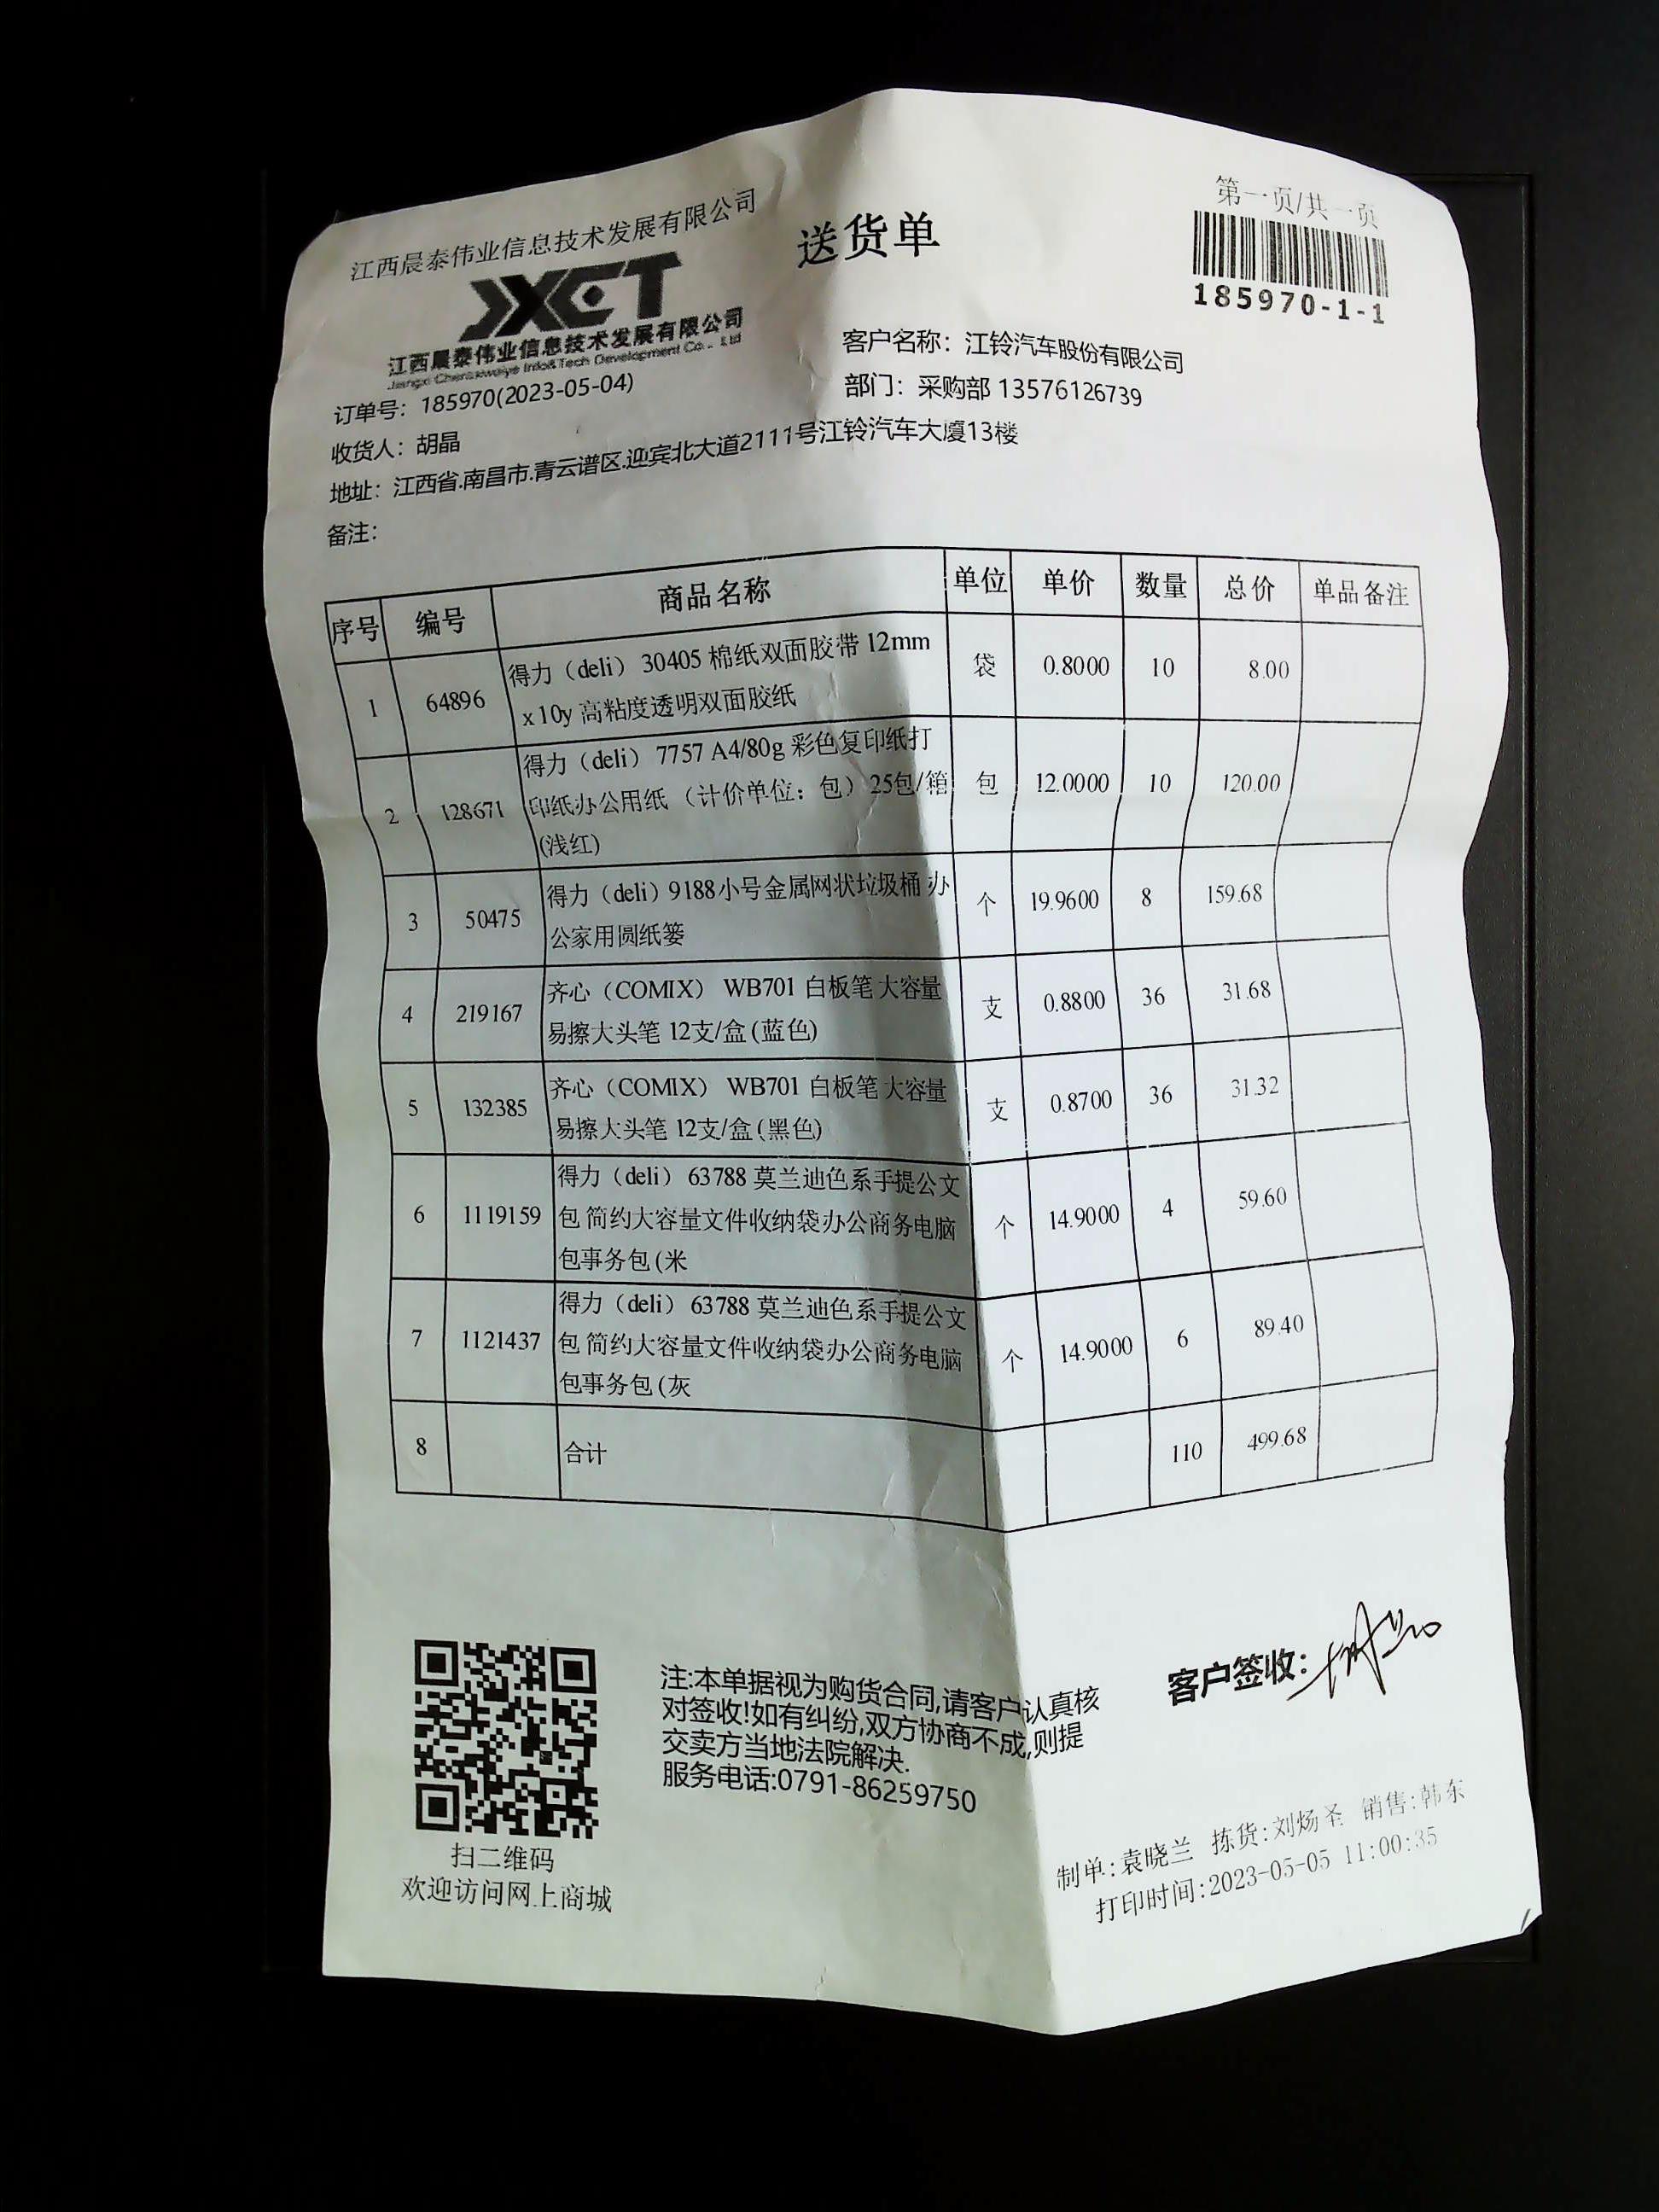 江西晨泰伟业信息技术发展有限公司
送货单
第一页/共一页
JXCT
江西晨泰伟业信息技术发展有限公司
185970-1-1
客户名称：江铃汽车股份有限公司
订单号：185970(2023-05-04)
部门：采购部 13576126739
收货人：胡晶
地址：江西省.南昌市.青云谱区.迎宾北大道2111号江铃汽车大厦13楼
备注：
序号 编号 商品名称 单位 单价 数量 总价 单品备注
1 64896 得力（deli） 30405 棉纸双面胶带 12mm
x 10y 高粘度透明双面胶纸 袋 0.8000 10 8.00
2 128671 得力（deli） 7757 A4/80g 彩色复印纸打
印纸办公用纸 （计价单位：包） 25包/箱
(浅红) 包 12.0000 10 120.00
3 50475 得力（deli）9188小号金属网状垃圾桶 办
公家用圆纸篓 个 19.9600 8 159.68
4 219167 齐心（COMIX） WB701 白板笔 大容量
易擦大头笔 12支/盒 (蓝色) 支 0.8800 36 31.68
5 132385 齐心（COMIX） WB701 白板笔 大容量
易擦大头笔 12支/盒 (黑色) 支 0.8700 36 31.32
6 1119159 得力（deli） 63788 莫兰迪色系手提公文
包 简约大容量文件收纳袋办公商务电脑
包事务包 (米 个 14.9000 4 59.60
7 1121437 得力（deli） 63788 莫兰迪色系手提公文
包 简约大容量文件收纳袋办公商务电脑
包事务包 (灰 个 14.9000 6 89.40
8 合计 110 499.68
注:本单据视为购货合同,请客户认真核
对签收!如有纠纷,双方协商不成,则提
交卖方当地法院解决.
服务电话:0791-86259750
客户签收：胡晶
扫二维码
欢迎访问网上商城
制单:袁晓兰 拣货:刘炀圣 销售:韩东
打印时间:2023-05-05 11:00:35